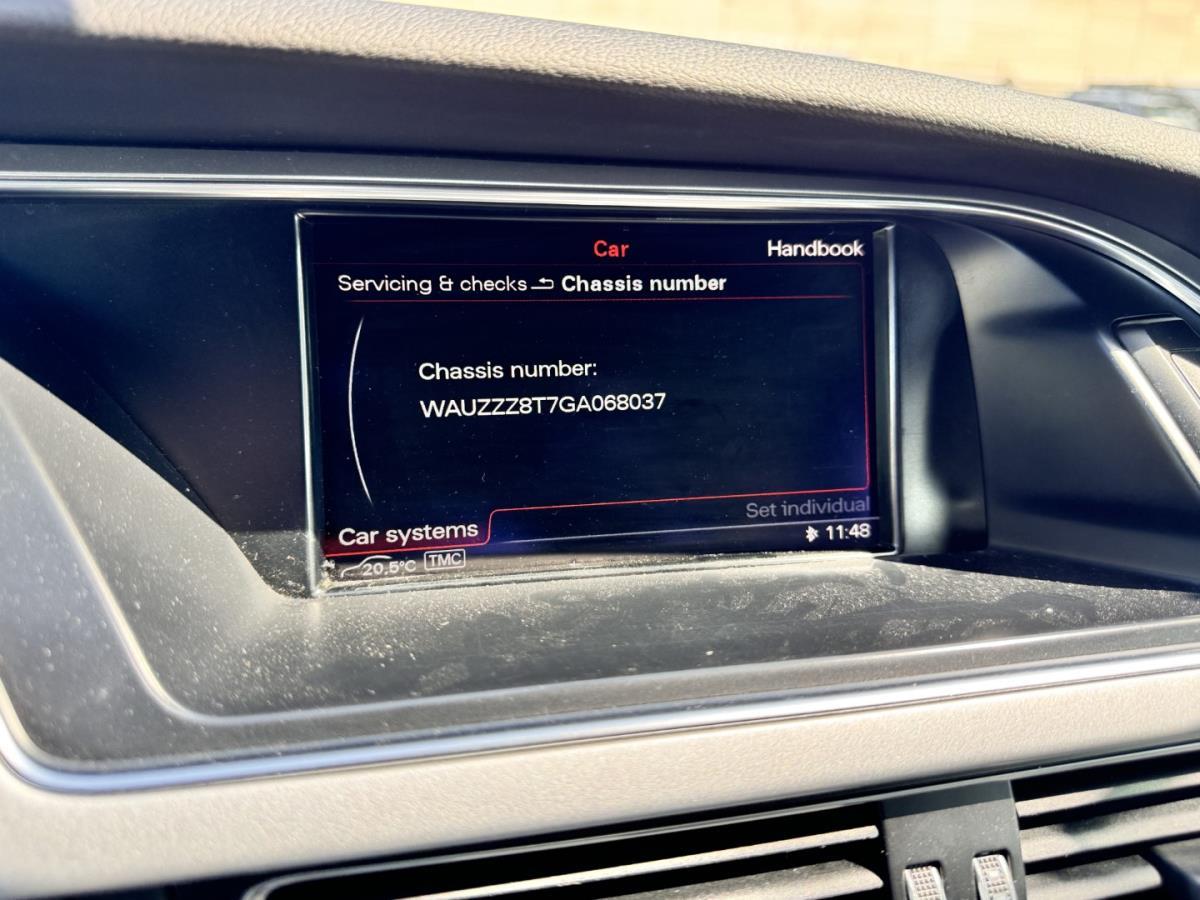 Car
Handbook
Servicing & checks Chassis number
Chassis number:
WAUZZZ8T7GA068037
Set individual
Car systems
11:48
20.5°C TMC